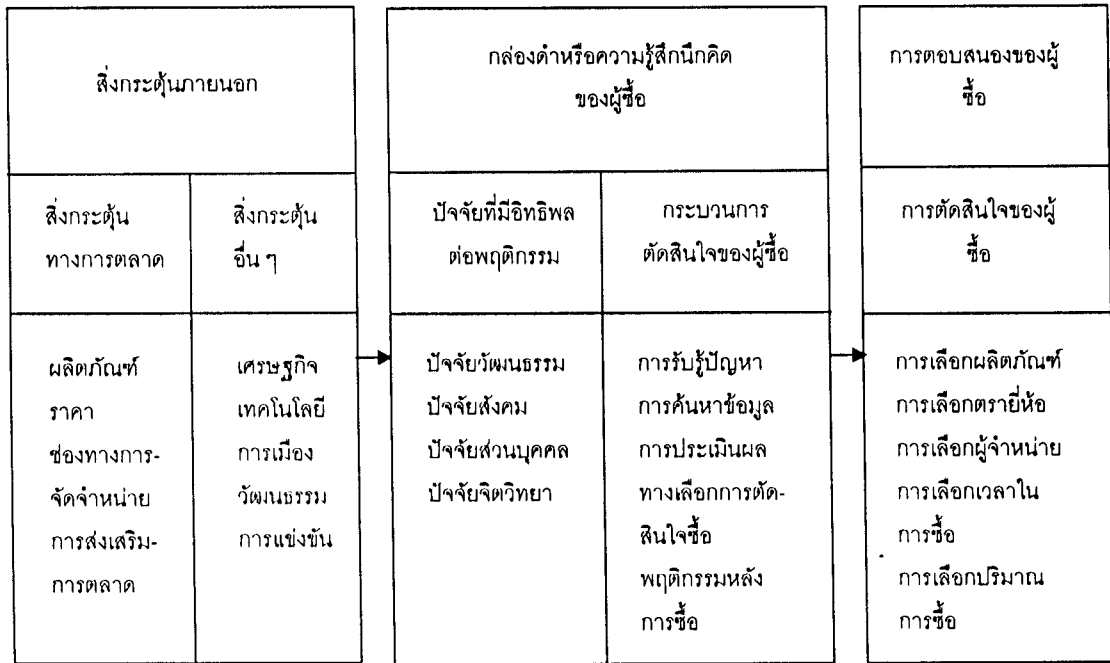 สิ่งกระตุ้นภายนอก
กล่องดำหรือความรู้สึกนึกคิด
ของผู้ซื้อ
การตอบสนองของผู้
ซื้อ
สิ่งกระตุ้น
ทางการตลาด
สิ่งกระตุ้น
อื่น ๆ
ปัจจัยที่มีอิทธิพล
ต่อพฤติกรรม
กระบวนการ
ตัดสินใจของผู้ซื้อ
การตัดสินใจของผู้
ซื้อ
ผลิตภัณฑ์
ราคา
ช่องทางการ-
จัดจำหน่าย
การส่งเสริม-
การตลาด
เศรษฐกิจ
เทคโนโลยี
การเมือง
วัฒนธรรม
การแข่งขัน
ปัจจัยวัฒนธรรม
ปัจจัยสังคม
ปัจจัยส่วนบุคคล
ปัจจัยจิตวิทยา
การรับรู้ปัญหา
การค้นหาข้อมูล
การประเมินผล
ทางเลือกการตัด-
สินใจซื้อ
พฤติกรรมหลัง
การซื้อ
การเลือกผลิตภัณฑ์
การเลือกตรายี่ห้อ
การเลือกผู้จำหน่าย
การเลือกเวลาใน
การซื้อ
การเลือกปริมาณ
การซื้อ